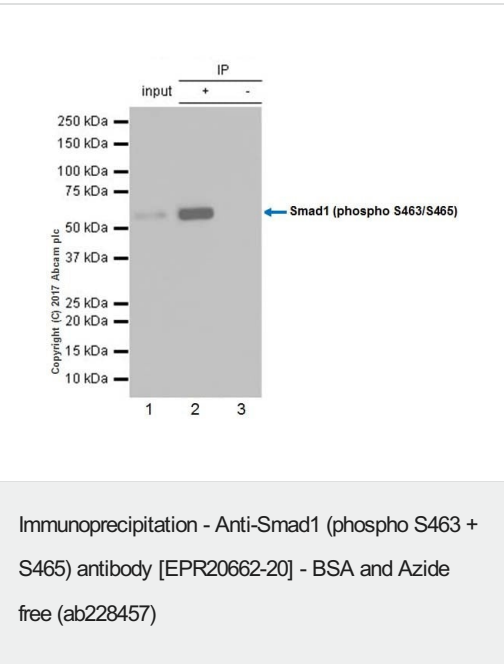 IP
input + -
250 kDa
150 kDa
100 kDa
75 kDa
Smad1 (phospho S463/S465)
50 kDa
37 kDa
25 kDa
20 kDa
15 kDa
10 kDa
Copyright (C) 2017 Abcam plc
1 2 3
Immunoprecipitation - Anti-Smad1 (phospho S463 +
S465) antibody [EPR20662-20] - BSA and Azide
free (ab228457)